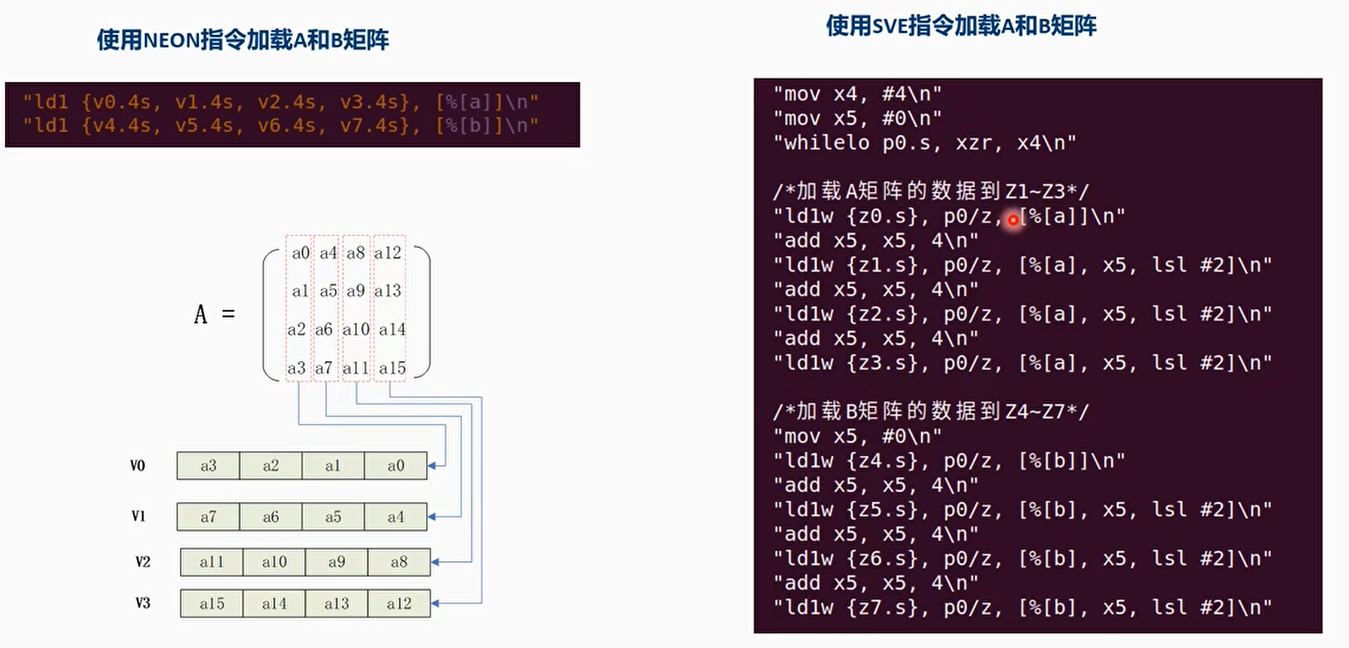 使用NEON指令加载A和B矩阵
"ld1 {v0.4s, v1.4s, v2.4s, v3.4s}, [%[a]]\n"
"ld1 {v4.4s, v5.4s, v6.4s, v7.4s}, [%[b]]\n"
A =
a0 a4 a8 a12
a1 a5 a9 a13
a2 a6 a10 a14
a3 a7 a11 a15
V0 a3 a2 a1 a0
V1 a7 a6 a5 a4
V2 a11 a10 a9 a8
V3 a15 a14 a13 a12
使用SVE指令加载A和B矩阵
"mov x4, #4\n"
"mov x5, #0\n"
"whilelo p0.s, xzr, x4\n"
/*加载A矩阵的数据到Z1~Z3*/
"ld1w {z0.s}, p0/z, [%[a]]\n"
"add x5, x5, 4\n"
"ld1w {z1.s}, p0/z, [%[a], x5, lsl #2]\n"
"add x5, x5, 4\n"
"ld1w {z2.s}, p0/z, [%[a], x5, lsl #2]\n"
"add x5, x5, 4\n"
"ld1w {z3.s}, p0/z, [%[a], x5, lsl #2]\n"
/*加载B矩阵的数据到Z4~Z7*/
"mov x5, #0\n"
"ld1w {z4.s}, p0/z, [%[b]]\n"
"add x5, x5, 4\n"
"ld1w {z5.s}, p0/z, [%[b], x5, lsl #2]\n"
"add x5, x5, 4\n"
"ld1w {z6.s}, p0/z, [%[b], x5, lsl #2]\n"
"add x5, x5, 4\n"
"ld1w {z7.s}, p0/z, [%[b], x5, lsl #2]\n"